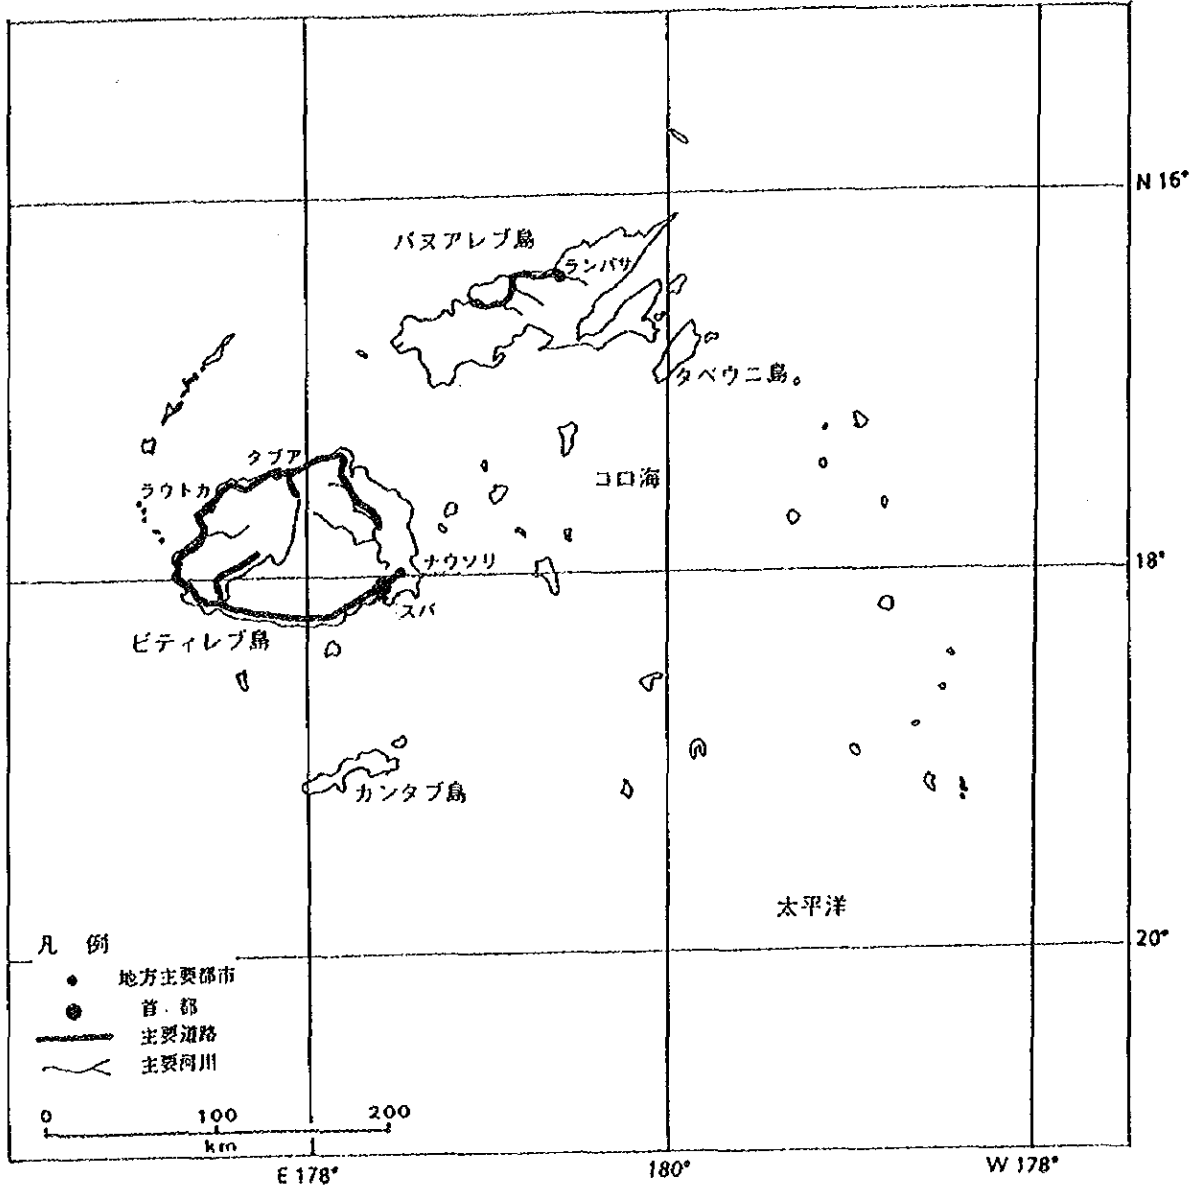 N 16°
バヌアレブ島
ランバサ
タベウニ島
タブア
ラウトカ
コロ海
ナウソリ
18°
スバ
ビティレブ島
カンタブ島
太平洋
20°
凡 例
地方主要都市
首 都
主要道路
主要河川
0 100 200
km
E 178° 180° W 178°